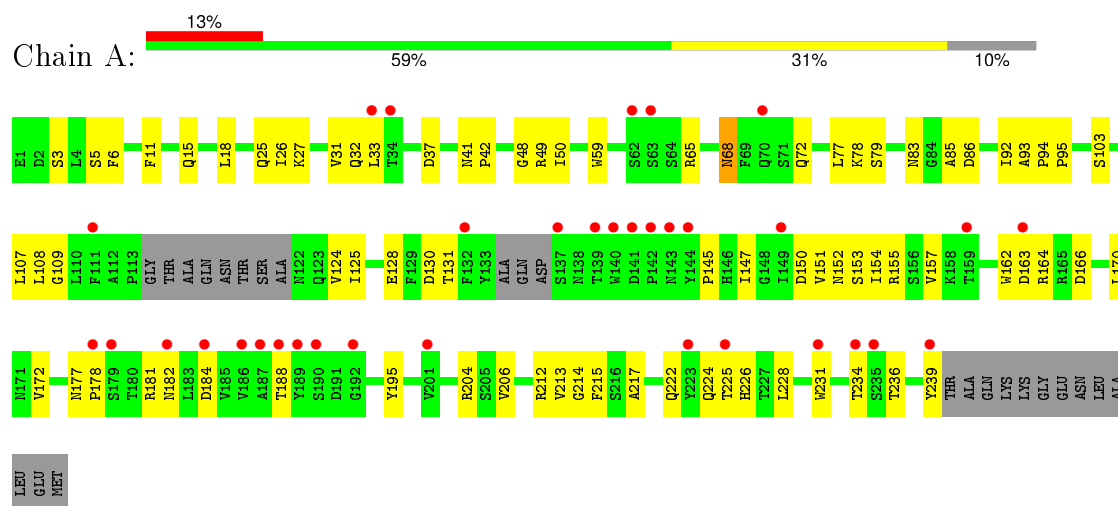 13%
Chain A:
59% 31% 10%
E1 D2 S3 L4 S5 F6 F11 Q15 L18 Q25 I26 K27 V31 Q32 L33 T34 D37 N41 P42 G48 R49 I50 W59 S62 S63 S64 R65 N68 F69 Q70 S71 Q72 L77 K78 S79 N83 G84 A85 D86 I92 A93 P94 P95 S103
L107 L108 G109 L110 F111 A112 P113 GLY THR ALA GLN ASN THR SER ALA N122 Q123 V124 I125 E128 F129 D130 T131 F132 Y133 ALA GLN ASP S137 N138 T139 W140 D141 P142 N143 Y144 P145 H146 I147 G148 I149 D150 V151 N152 S153 I154 R155 S156 V157 K158 T159 W162 D163 R164 R165 D166 L170
N171 V172 N177 P178 S179 T180 R181 N182 L183 D184 V185 V186 A187 T188 Y189 S190 D191 G192 Y195 V201 R204 S205 V206 R212 V213 G214 F215 S216 A217 Q222 Y223 Q224 T225 H226 T227 L228 W231 T234 S235 T236 Y239 THR ALA GLN LYS LYS GLY GLU ASN LEU ALA
LEU GLU MET